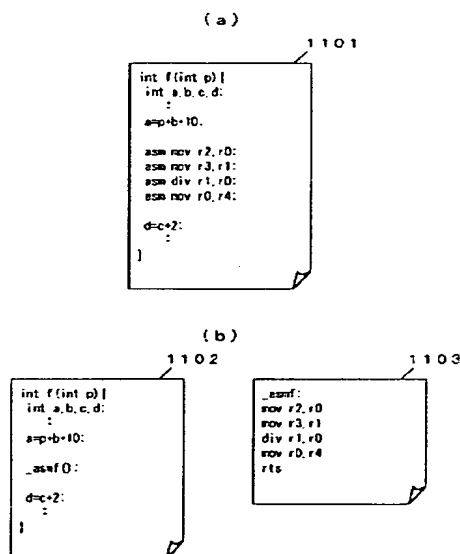 (a)
1101
int f(int p){
int a,b,c,d;
:
a=p+b+10;
asm mov r2,r0;
asm mov r3,r1;
asm div r1,r0;
asm mov r0,r4;
d=c+2;
:
}
(b)
1102
int f(int p){
int a,b,c,d;
:
a=p+b+10;
_asmf();
d=c+2;
:
}
1103
_asmf:
mov r2,r0
mov r3,r1
div r1,r0
mov r0,r4
rts